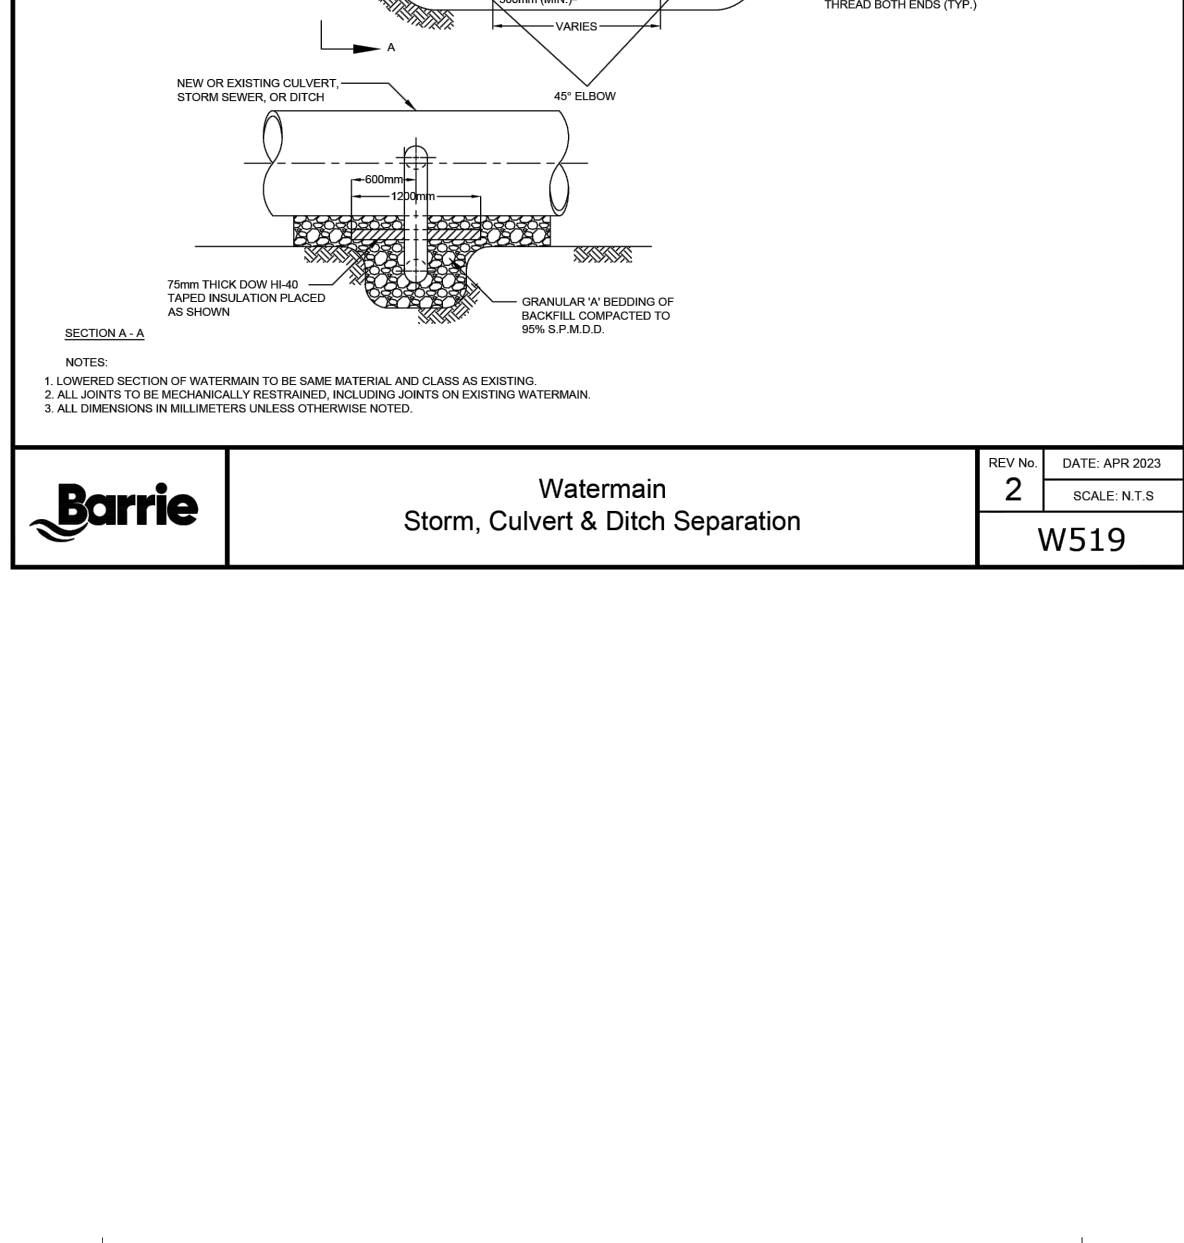 500mm (MIN.)
THREAD BOTH ENDS (TYP.)
VARIES
A
NEW OR EXISTING CULVERT,
STORM SEWER, OR DITCH
45° ELBOW
600mm
1200mm
75mm THICK DOW HI-40
TAPED INSULATION PLACED
AS SHOWN
GRANULAR 'A' BEDDING OF
BACKFILL COMPACTED TO
95% S.P.M.D.D.
SECTION A - A
NOTES:
1. LOWERED SECTION OF WATERMAIN TO BE SAME MATERIAL AND CLASS AS EXISTING.
2. ALL JOINTS TO BE MECHANICALLY RESTRAINED, INCLUDING JOINTS ON EXISTING WATERMAIN.
3. ALL DIMENSIONS IN MILLIMETERS UNLESS OTHERWISE NOTED.
Barrie
Watermain
Storm, Culvert & Ditch Separation
REV No.
2
DATE: APR 2023
SCALE: N.T.S
W519